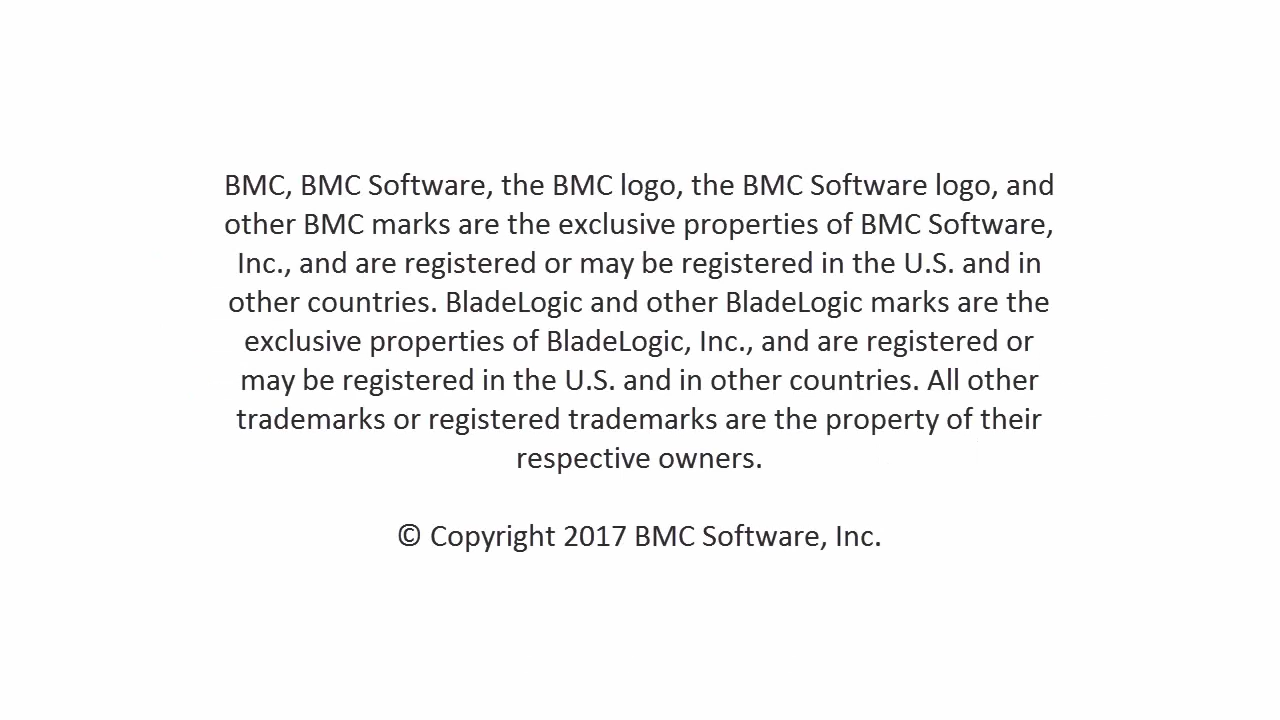 BMC, BMC Software, the BMC logo, the BMC Software logo, and
other BMC marks are the exclusive properties of BMC Software,
Inc., and are registered or may be registered in the U.S. and in
other countries. BladeLogic and other BladeLogic marks are the
exclusive properties of BladeLogic, Inc., and are registered or
may be registered in the U.S. and in other countries. All other
trademarks or registered trademarks are the property of their
respective owners.
© Copyright 2017 BMC Software, Inc.